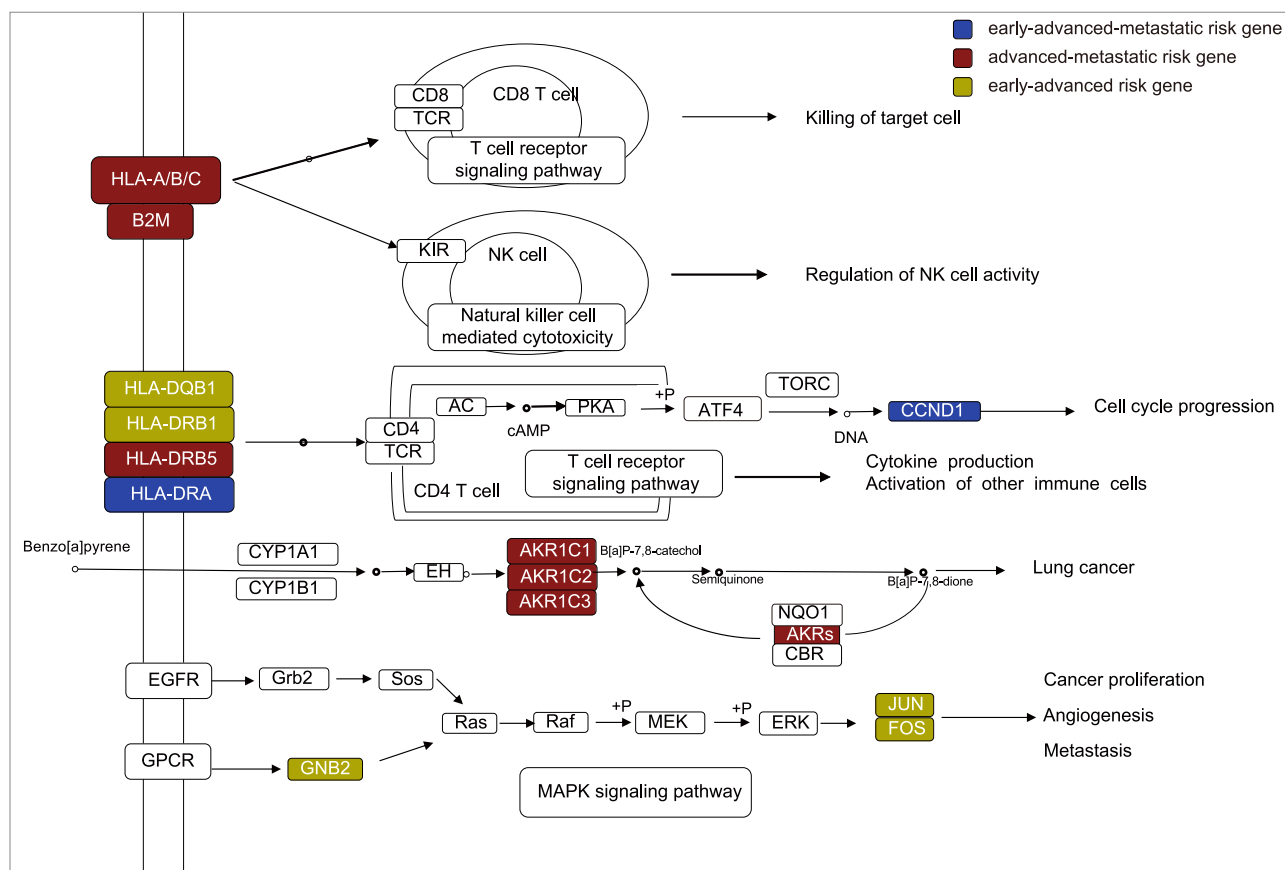 early-advanced-metastatic risk gene
advanced-metastatic risk gene
early-advanced risk gene
CD8
CD8 T cell
TCR
T cell receptor
signaling pathway
Killing of target cell
HLA-A/B/C
B2M
KIR
NK cell
Natural killer cell
mediated cytotoxicity
Regulation of NK cell activity
HLA-DQB1
HLA-DRB1
HLA-DRB5
HLA-DRA
CD4
TCR
CD4 T cell
AC
cAMP
PKA
+P
ATF4
TORC
DNA
CCND1
Cell cycle progression
T cell receptor
signaling pathway
Cytokine production
Activation of other immune cells
Benzo[a]pyrene
CYP1A1
CYP1B1
EH
AKR1C1
AKR1C2
AKR1C3
B[a]P-7,8-catechol
Semiquinone
B[a]P-7,8-dione
Lung cancer
NQO1
AKRs
CBR
EGFR
Grb2
Sos
Ras
Raf
+P
MEK
+P
ERK
JUN
FOS
Cancer proliferation
Angiogenesis
Metastasis
GPCR
GNB2
MAPK signaling pathway